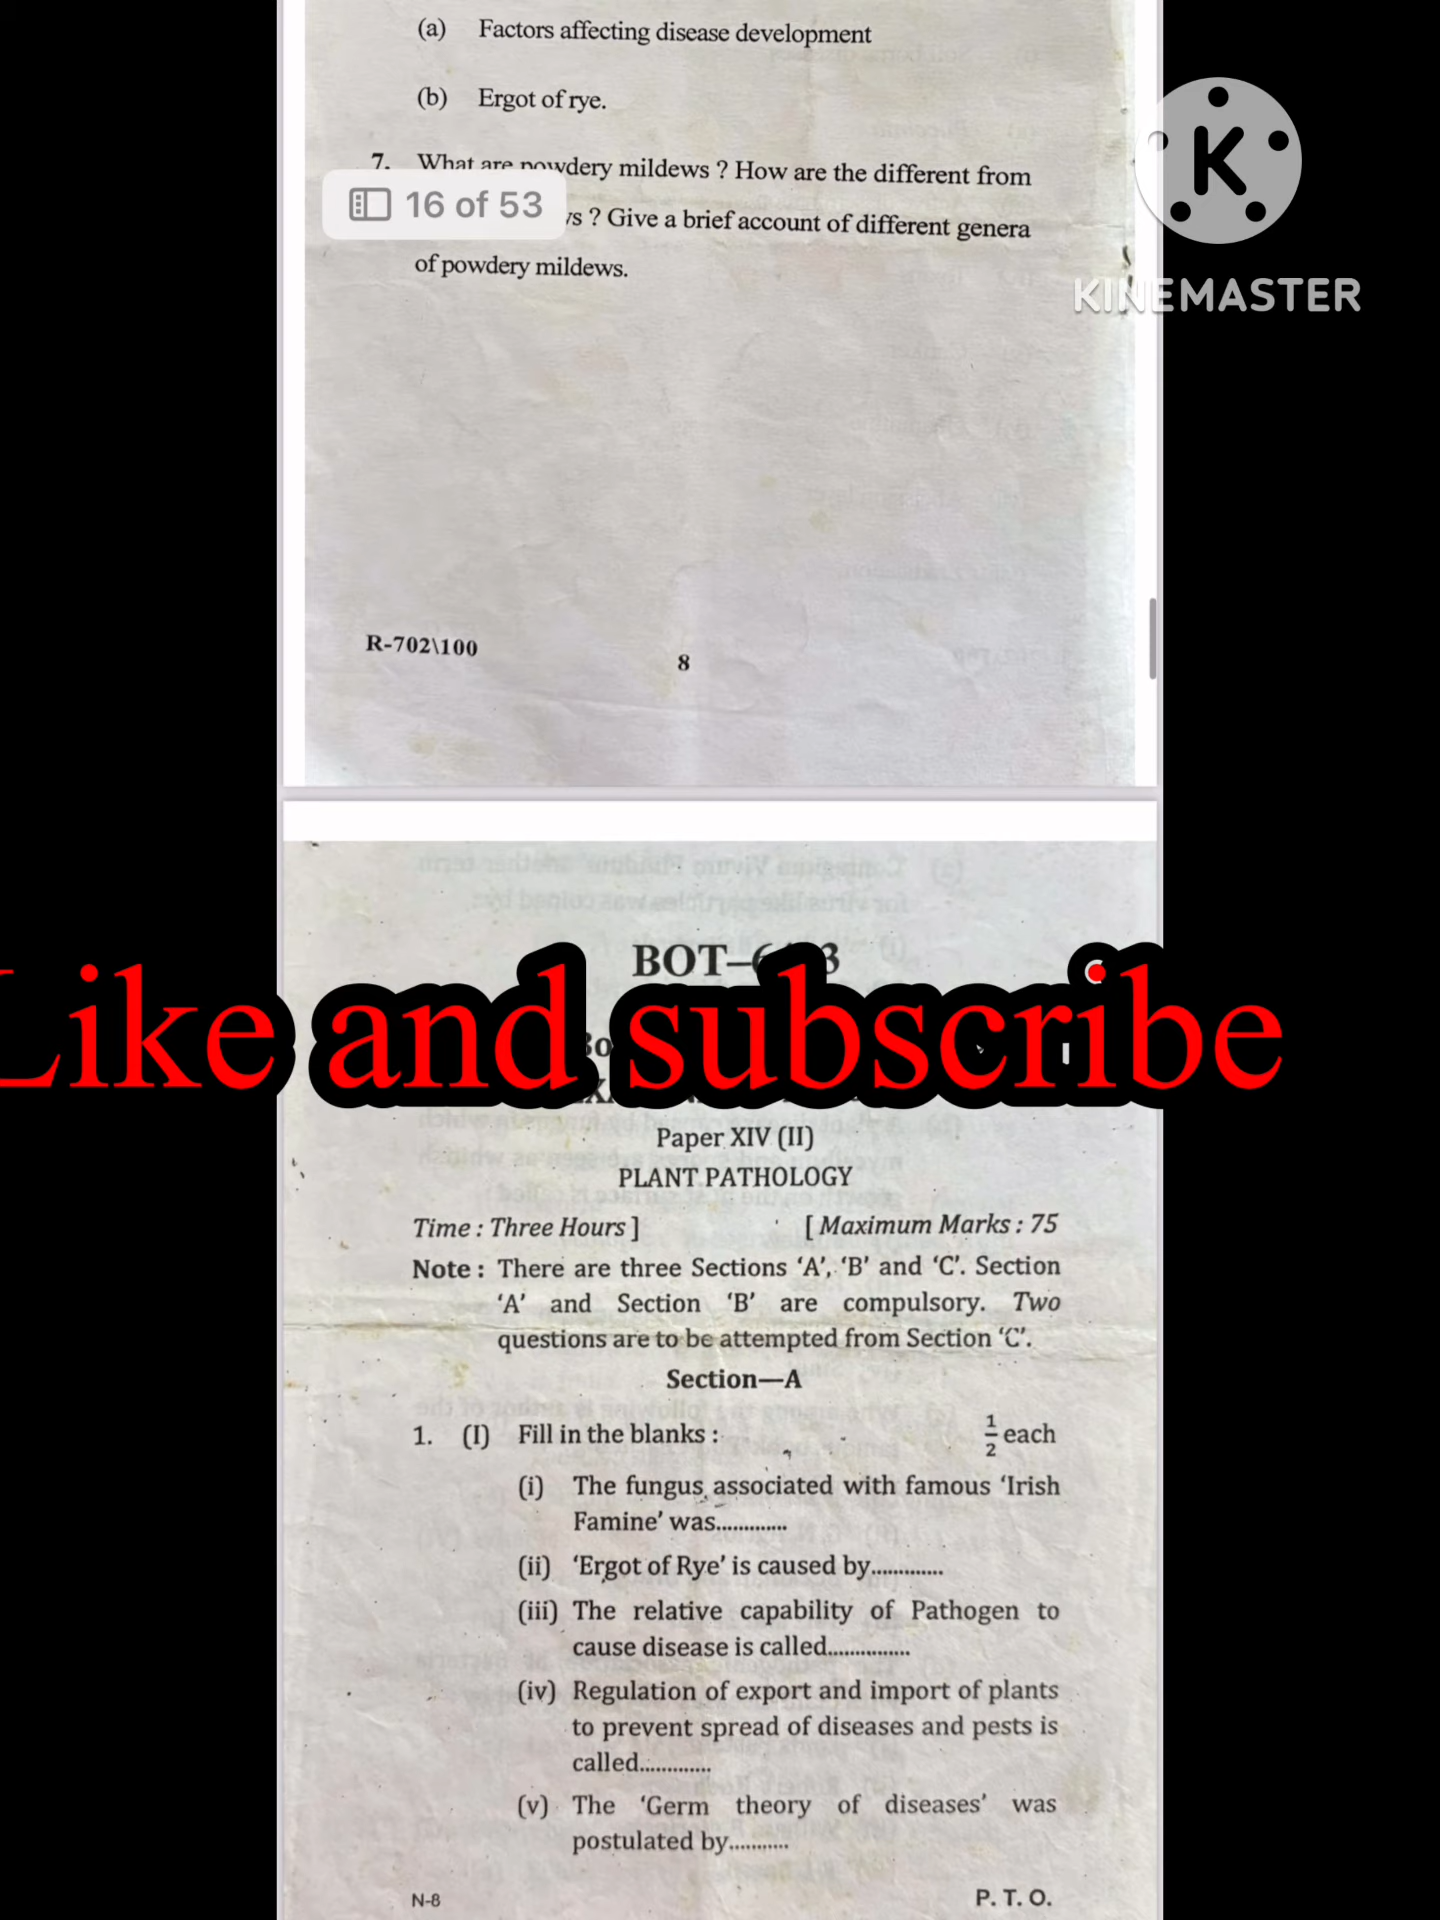 (a) Factors affecting disease development
(b) Ergot of rye.
7. What are powdery mildews ? How are the different from
16 of 53
? Give a brief account of different genera
of powdery mildews.
K
KINEMASTER
R-702\100
8
BOT–
Like and subscribe
Paper XIV (II)
PLANT PATHOLOGY
Time : Three Hours ] [ Maximum Marks : 75
Note : There are three Sections ‘A’, ‘B’ and ‘C’. Section
‘A’ and Section ‘B’ are compulsory. Two
questions are to be attempted from Section ‘C’.
Section—A
1. (I) Fill in the blanks : 1/2 each
(i) The fungus associated with famous ‘Irish
Famine’ was.............
(ii) ‘Ergot of Rye’ is caused by.............
(iii) The relative capability of Pathogen to
cause disease is called...............
(iv) Regulation of export and import of plants
to prevent spread of diseases and pests is
called.............
(v) The ‘Germ theory of diseases’ was
postulated by...........
N-8 P. T. O.